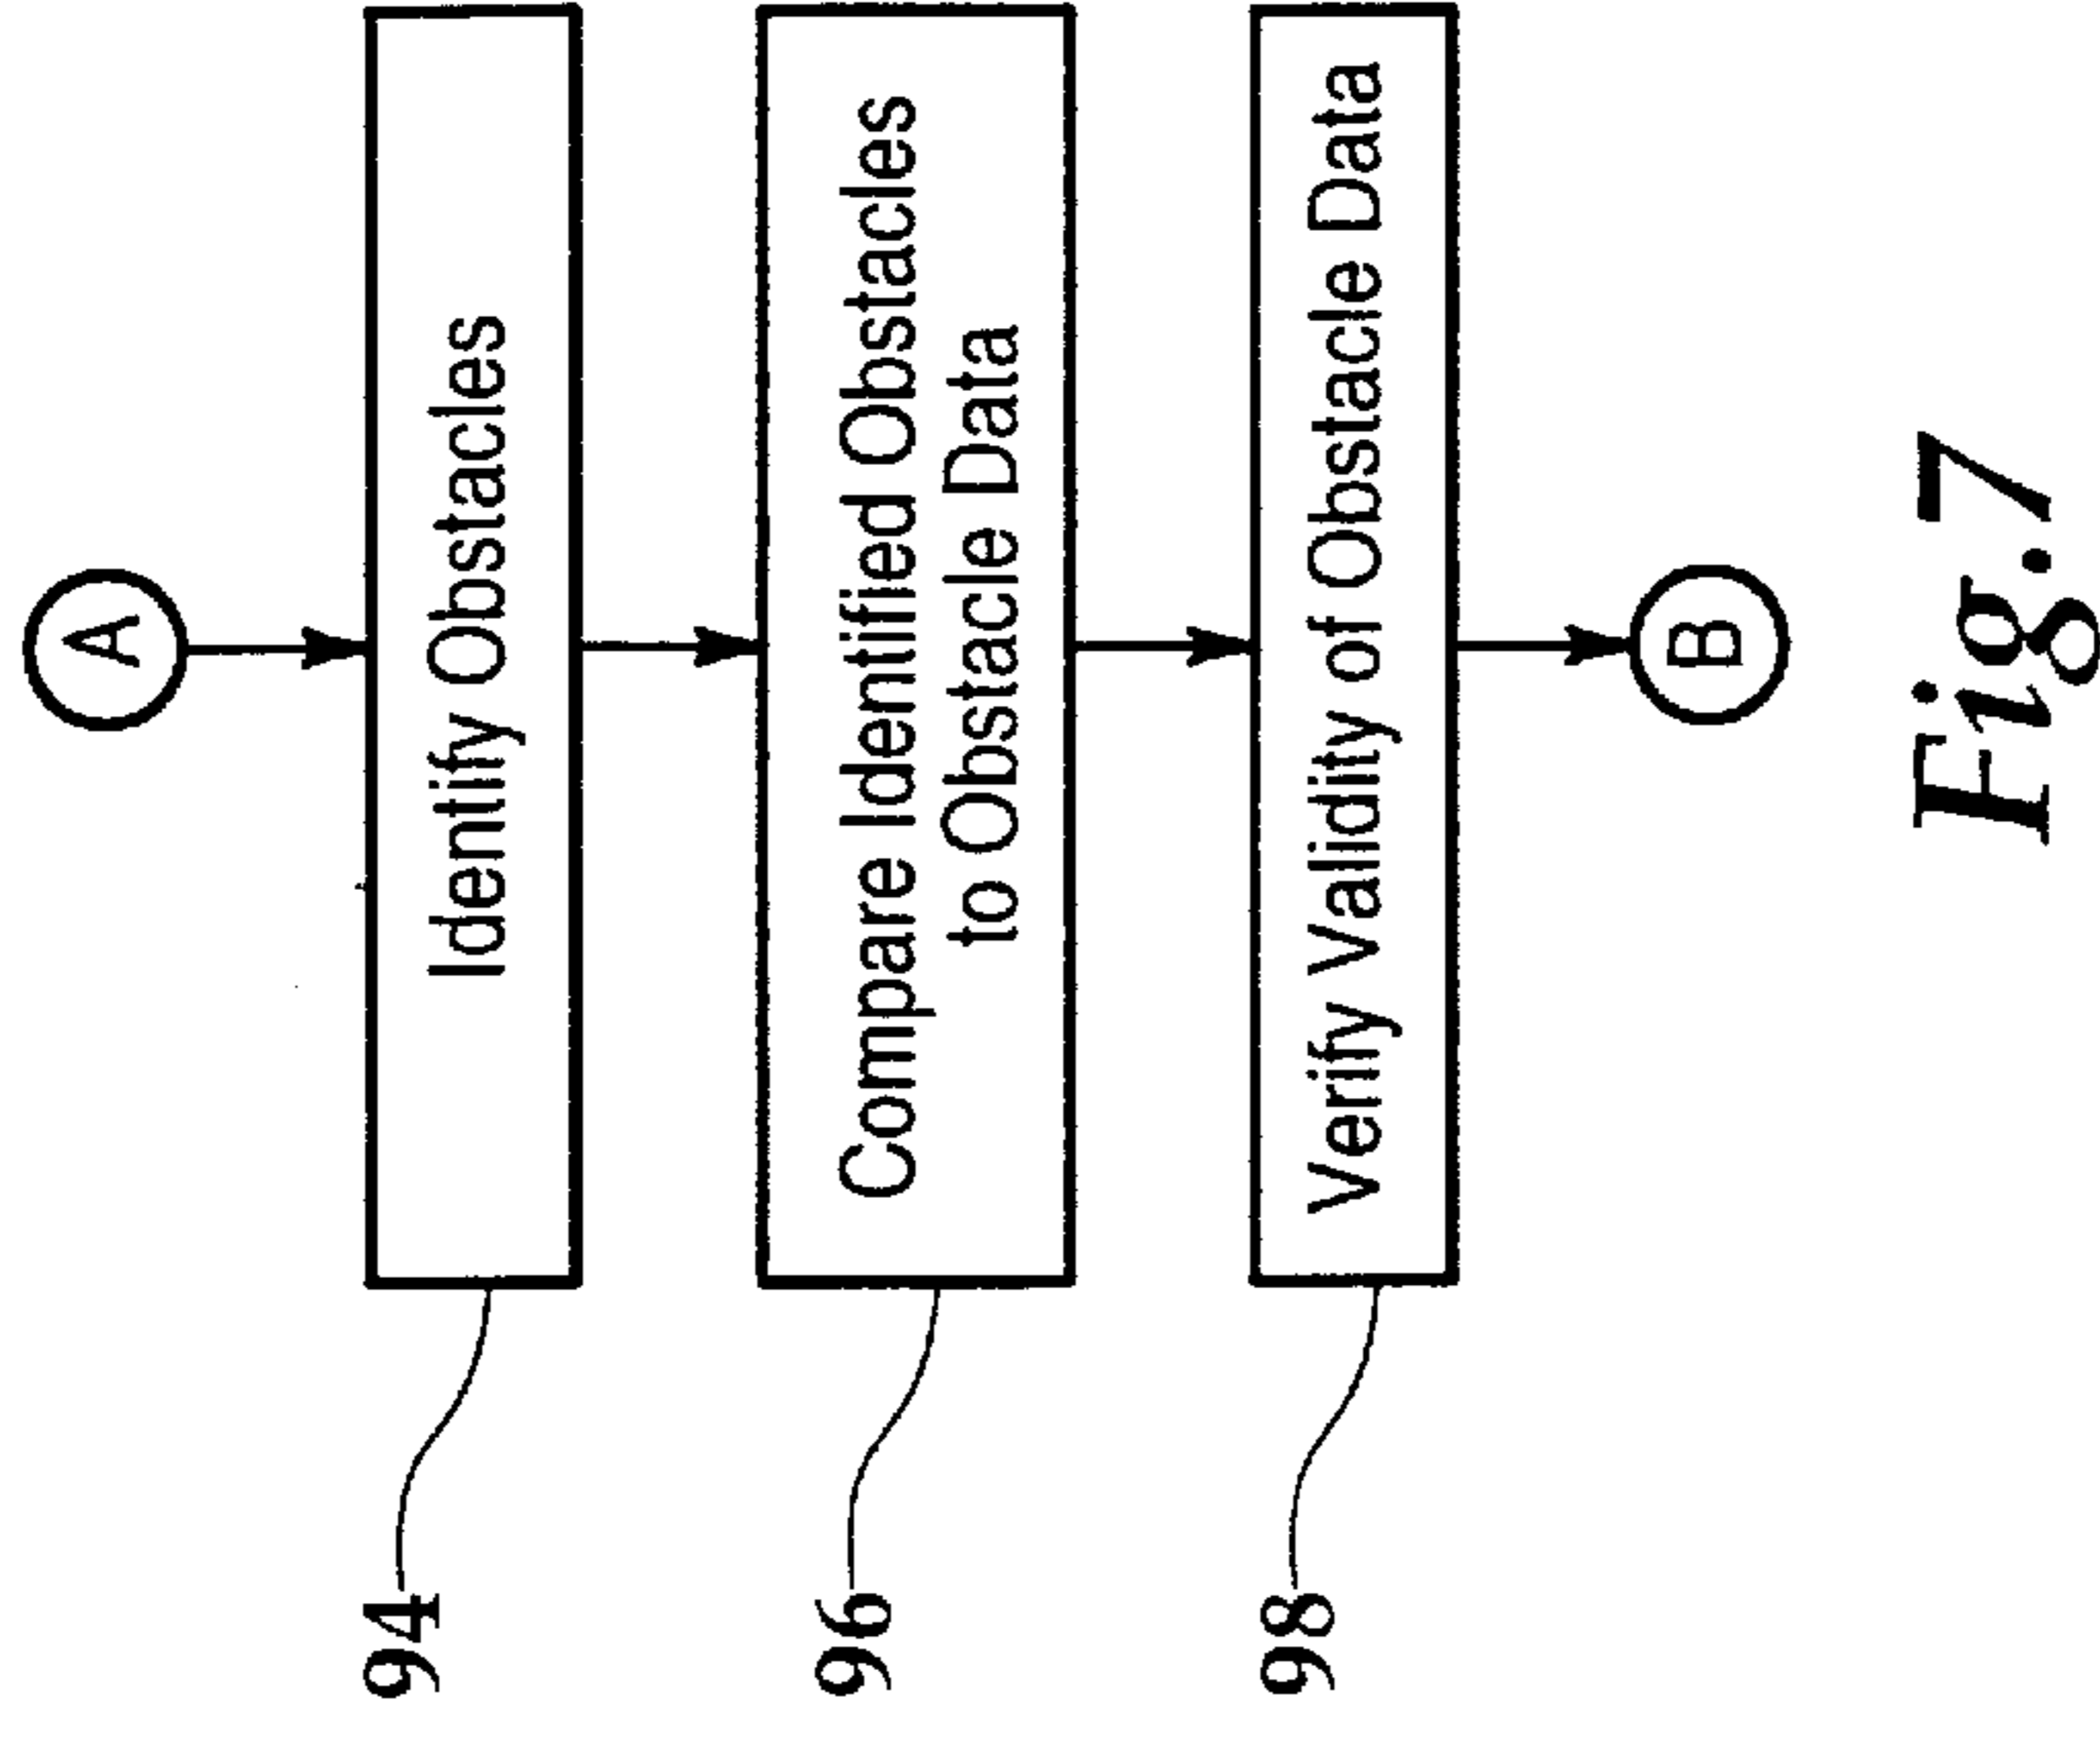 A
94
Identify Obstacles
96
Compare Identified Obstacles
to Obstacle Data
98
Verify Validity of Obstacle Data
B
Fig.7